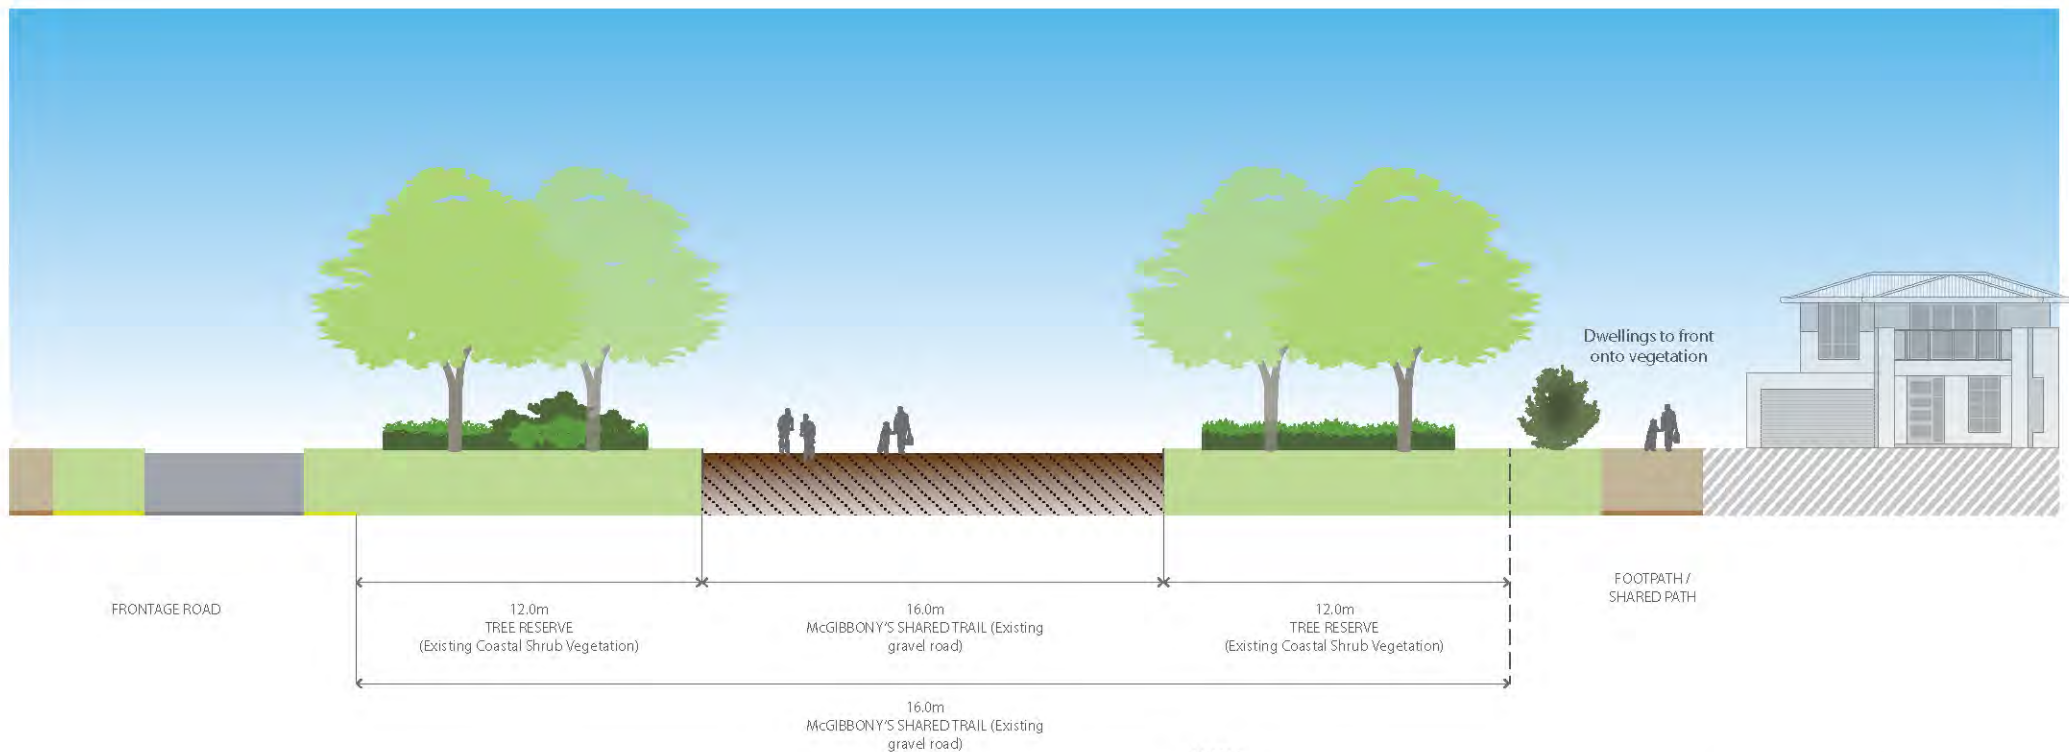 Dwellings to front
onto vegetation
FRONTAGE ROAD
12.0m
TREE RESERVE
(Existing Coastal Shrub Vegetation)
16.0m
McGIBBONY'S SHARED TRAIL (Existing
gravel road)
12.0m
TREE RESERVE
(Existing Coastal Shrub Vegetation)
FOOTPATH /
SHARED PATH
16.0m
McGIBBONY'S SHARED TRAIL (Existing
gravel road)